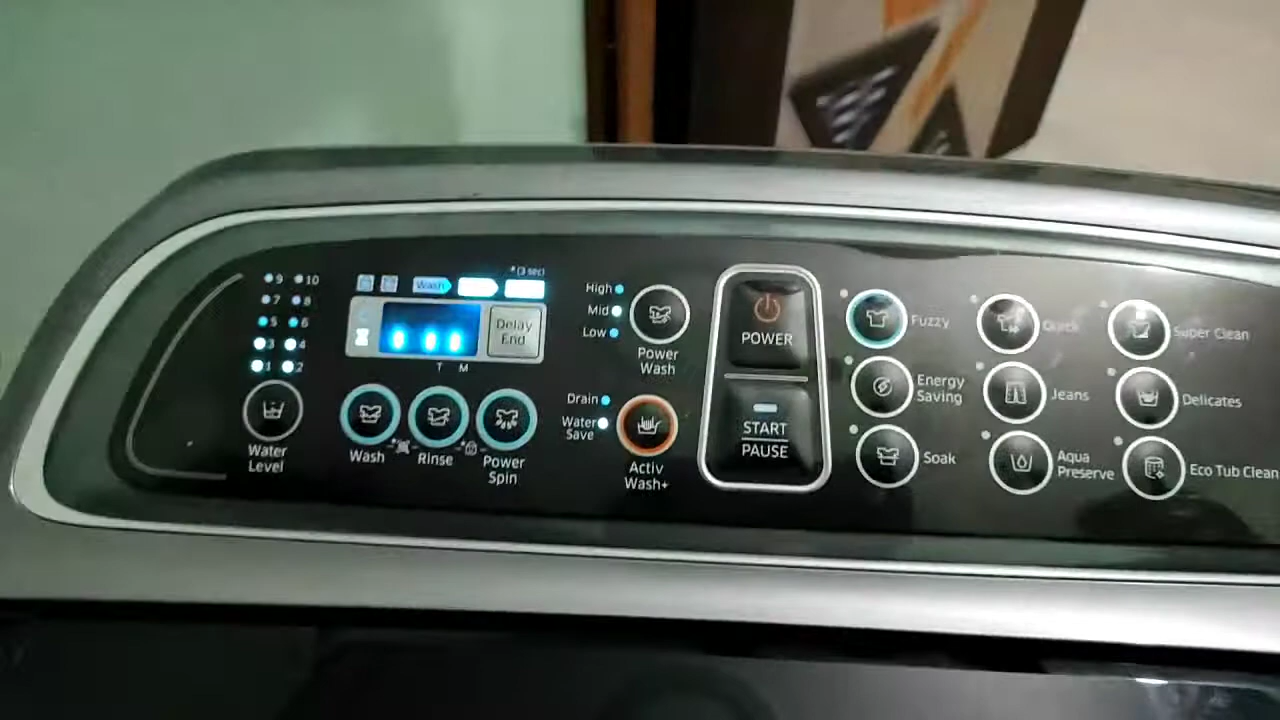 9 10
7 8
5 6
3 4
1 2
Water
Level
*(3 sec)
Wash
Delay
End
T M
Wash
Rinse
Power
Spin
High
Mid
Low
Power
Wash
Drain
Water
Save
Activ
Wash+
POWER
START
PAUSE
Fuzzy
Quick
Super Clean
Energy
Saving
Jeans
Delicates
Soak
Aqua
Preserve
Eco Tub Clean